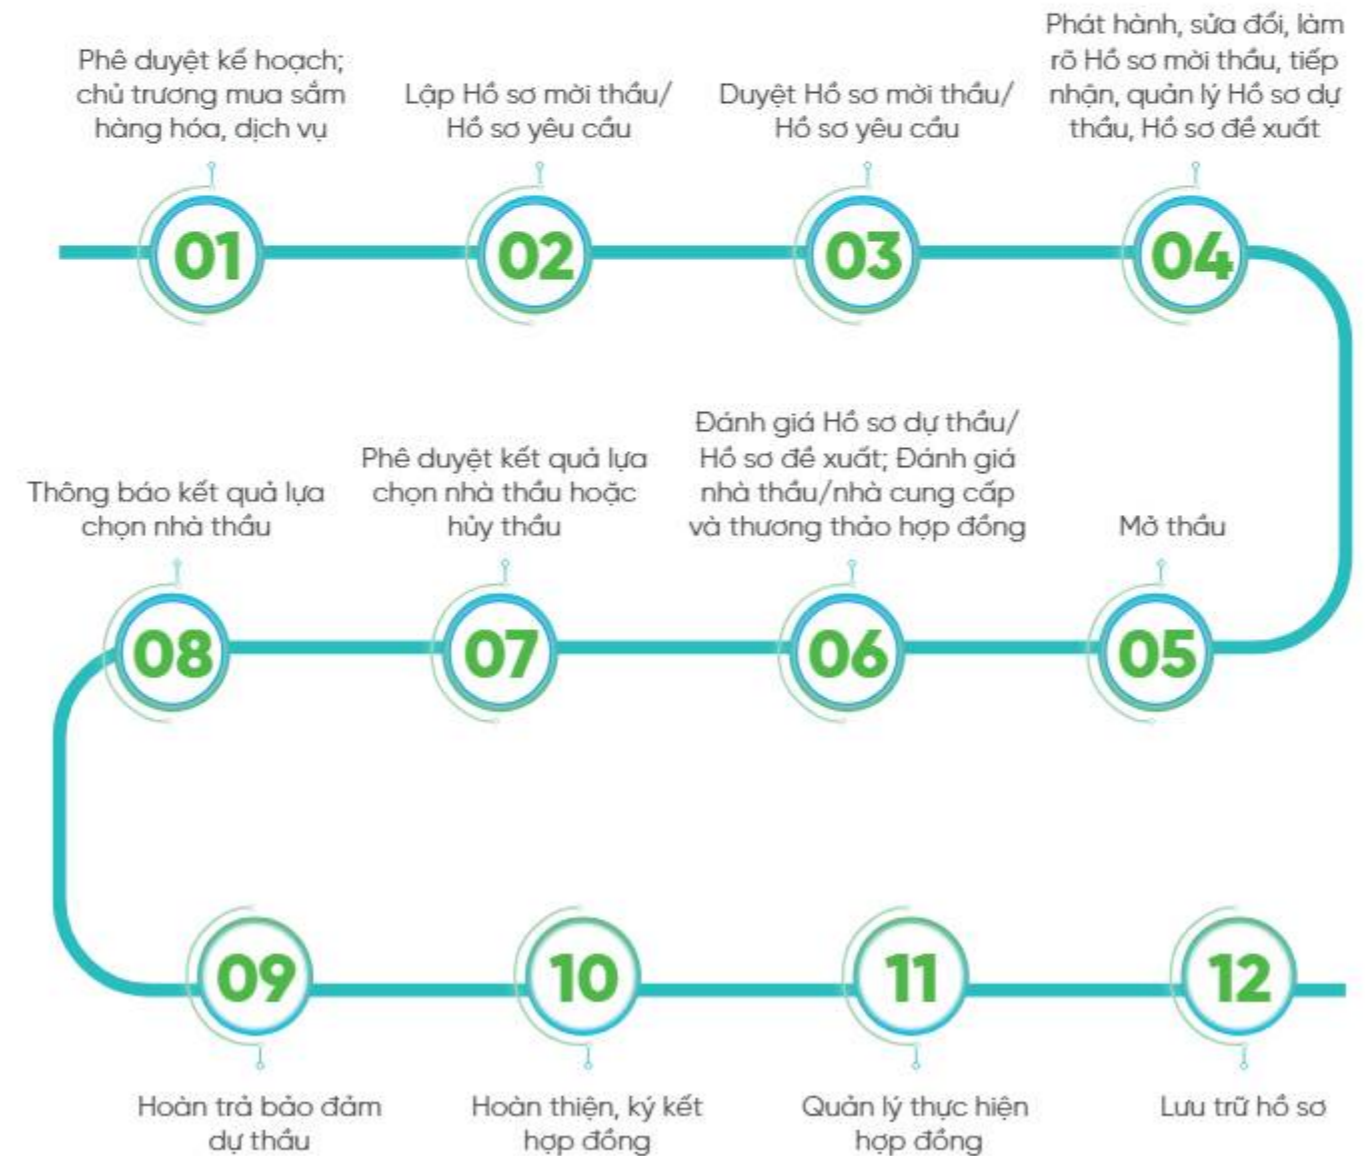 Phê duyệt kế hoạch;
chủ trương mua sắm
hàng hóa, dịch vụ
01
Lập Hồ sơ mời thầu/
Hồ sơ yêu cầu
02
Duyệt Hồ sơ mời thầu/
Hồ sơ yêu cầu
03
Phát hành, sửa đổi, làm
rõ Hồ sơ mời thầu, tiếp
nhận, quản lý Hồ sơ dự
thầu, Hồ sơ đề xuất
04
Mở thầu
05
Đánh giá Hồ sơ dự thầu/
Hồ sơ đề xuất; Đánh giá
nhà thầu/nhà cung cấp
và thương thảo hợp đồng
06
Phê duyệt kết quả lựa
chọn nhà thầu hoặc
hủy thầu
07
Thông báo kết quả lựa
chọn nhà thầu
08
09
Hoàn trả bảo đảm
dự thầu
10
Hoàn thiện, ký kết
hợp đồng
11
Quản lý thực hiện
hợp đồng
12
Lưu trữ hồ sơ